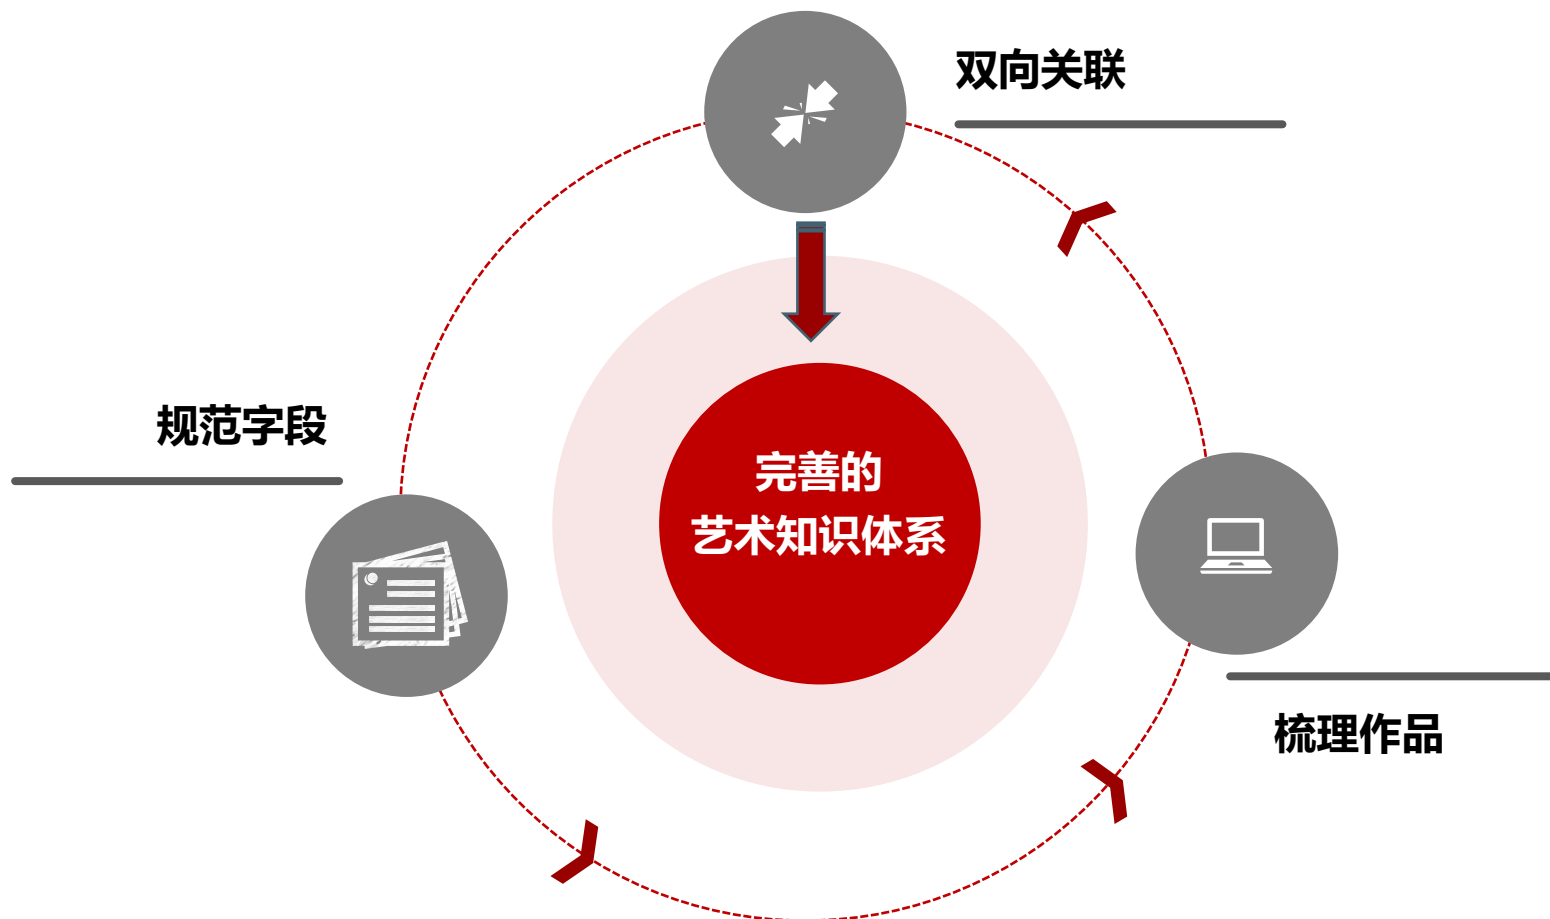 双向关联
规范字段
完善的
艺术知识体系
梳理作品